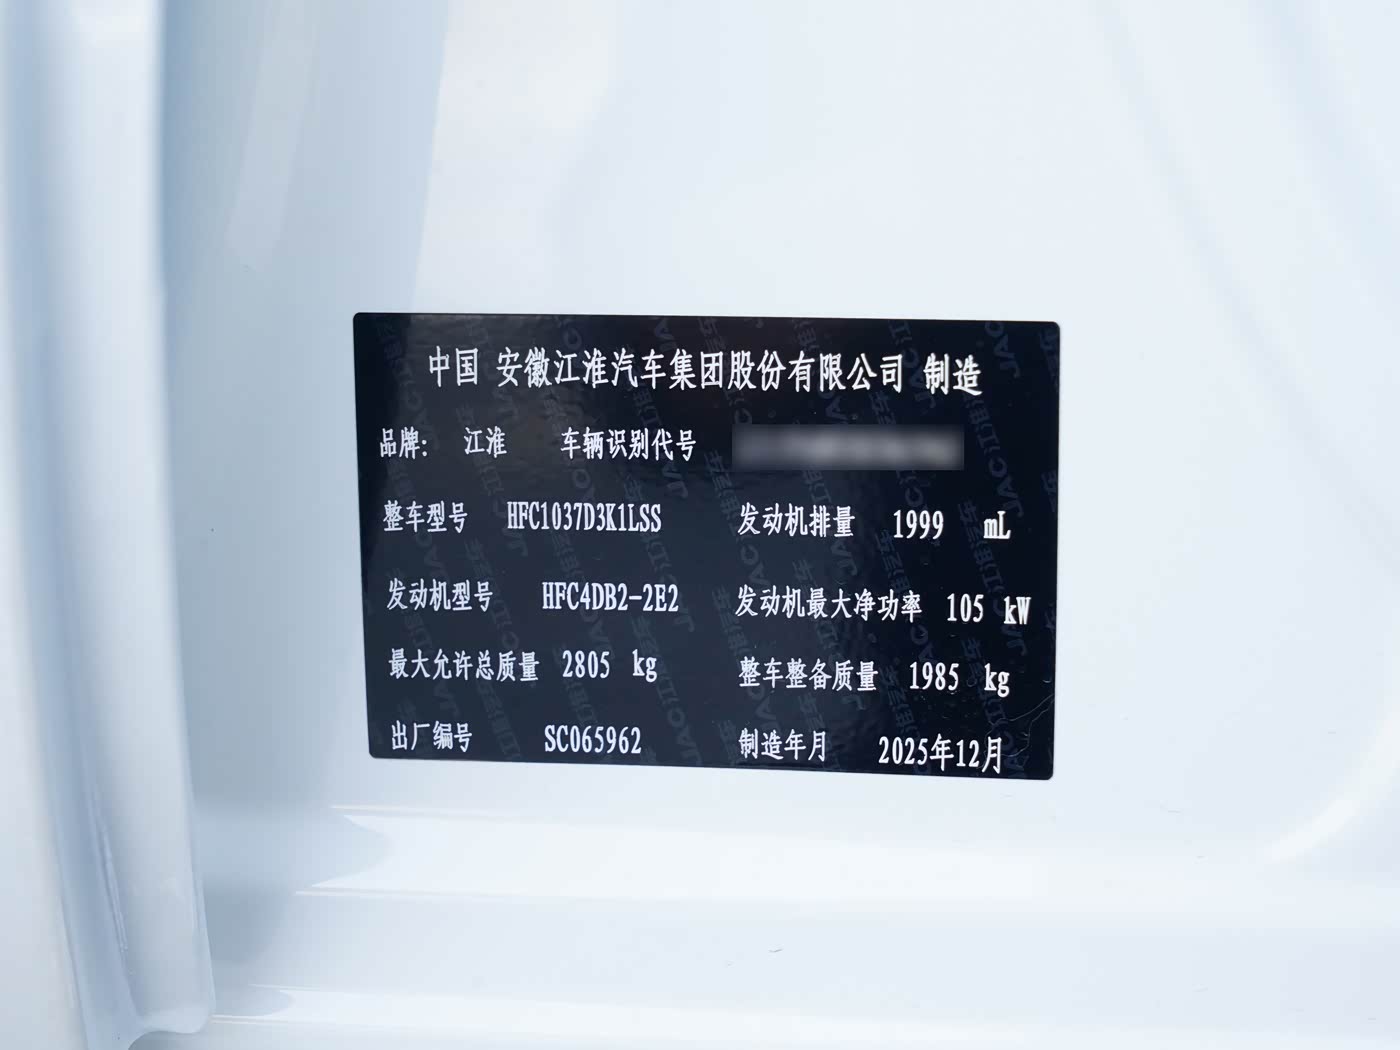 中国 安徽江淮汽车集团股份有限公司 制造
品牌: 江淮 车辆识别代号
整车型号 HFC1037D3K1LSS 发动机排量 1999 mL
发动机型号 HFC4DB2-2E2 发动机最大净功率 105 kW
最大允许总质量 2805 kg 整车整备质量 1985 kg
出厂编号 SC065962 制造年月 2025年12月